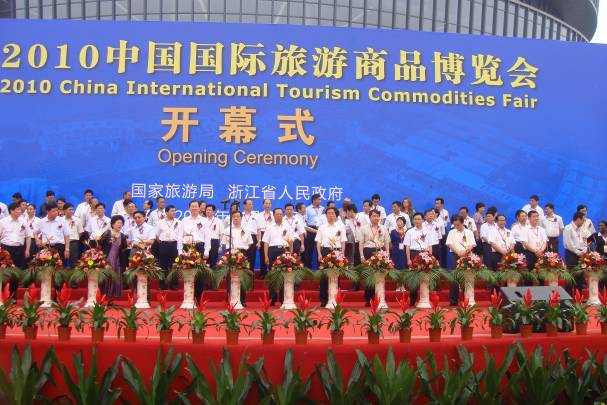 2010中国国际旅游商品博览会
2010 China International Tourism Commodities Fair
开幕式
Opening Ceremony
国家旅游局 浙江省人民政府